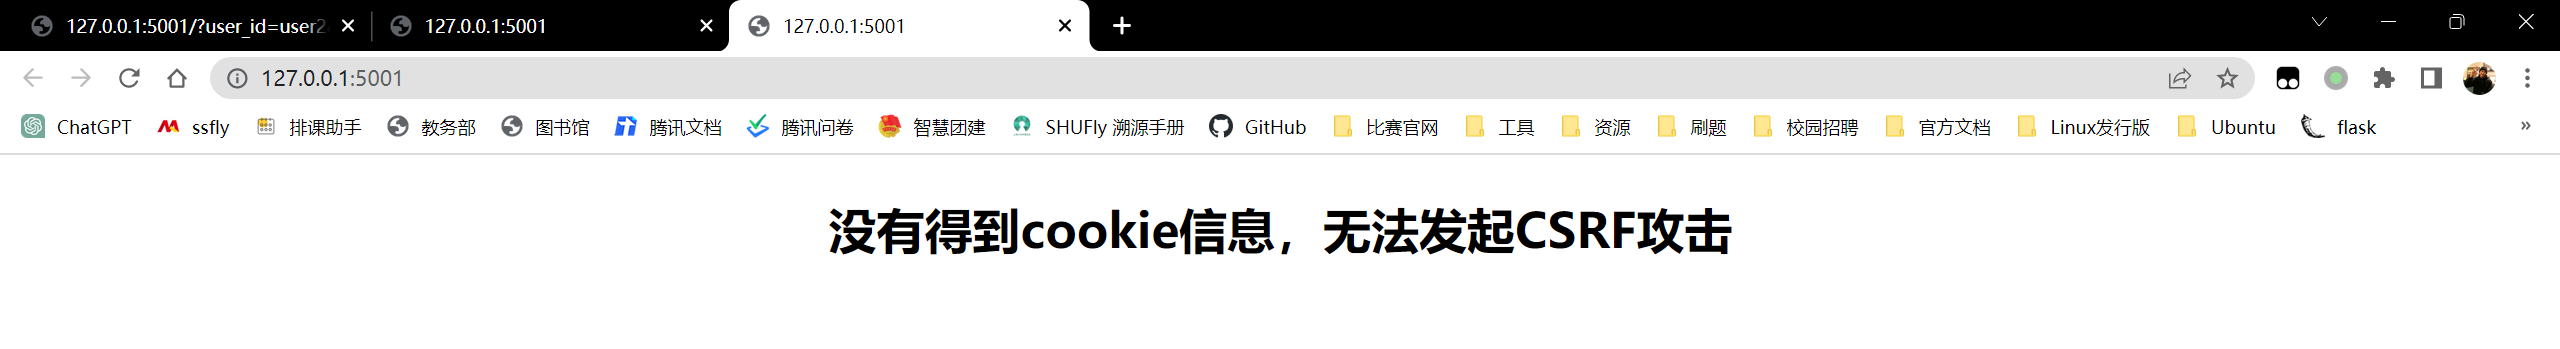 127.0.0.1:5001/?user_id=user2
127.0.0.1:5001
127.0.0.1:5001
127.0.0.1:5001
ChatGPT ssfly 排课助手 教务部 图书馆 腾讯文档 腾讯问卷 智慧团建 SHUFly 溯源手册 GitHub 比赛官网 工具 资源 刷题 校园招聘 官方文档 Linux发行版 Ubuntu flask »
没有得到cookie信息，无法发起CSRF攻击